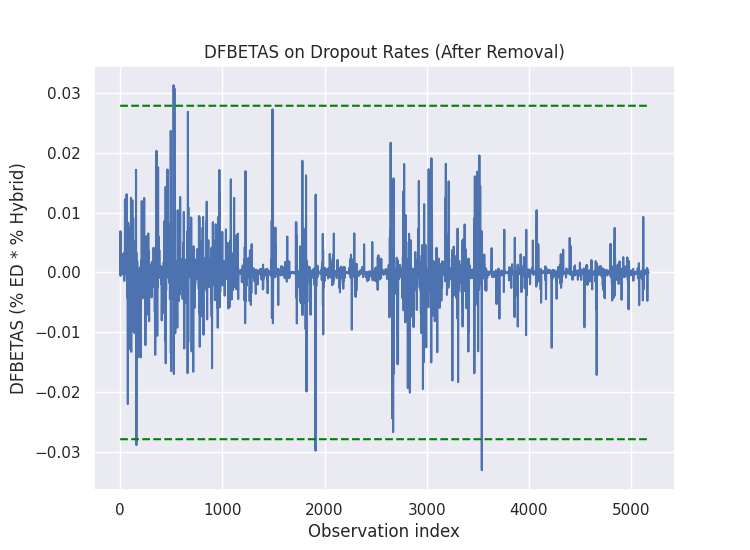 DFBETAS on Dropout Rates (After Removal)
DFBETAS (% ED * % Hybrid)
0.03
0.02
0.01
0.00
−0.01
−0.02
−0.03
0 1000 2000 3000 4000 5000
Observation index